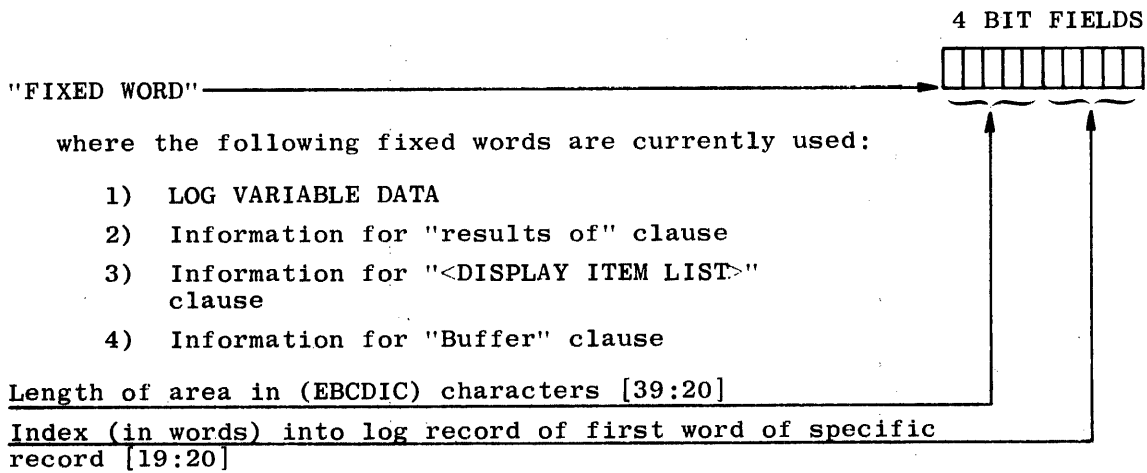 4 BIT FIELDS
"FIXED WORD"
where the following fixed words are currently used:
1) LOG VARIABLE DATA
2) Information for "results of" clause
3) Information for "<DISPLAY ITEM LIST>"
clause
4) Information for "Buffer" clause
Length of area in (EBCDIC) characters [39:20]
Index (in words) into log record of first word of specific
record [19:20]